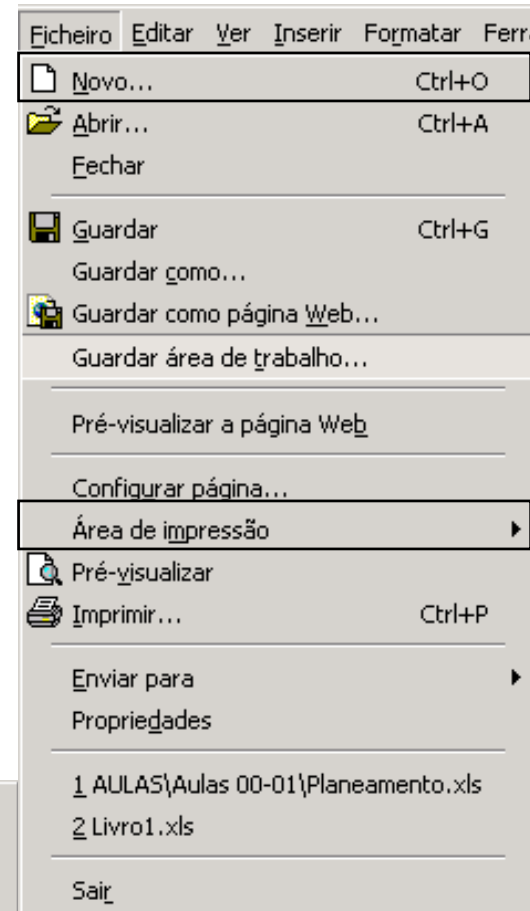 Ficheiro Editar Ver Inserir Formatar Ferra
Novo... Ctrl+O
Abrir... Ctrl+A
Fechar
Guardar Ctrl+G
Guardar como...
Guardar como página Web...
Guardar área de trabalho...
Pré-visualizar a página Web
Configurar página...
Área de impressão
Pré-visualizar
Imprimir... Ctrl+P
Enviar para
Propriedades
1 AULAS\Aulas 00-01\Planeamento.xls
2 Livro1.xls
Sair